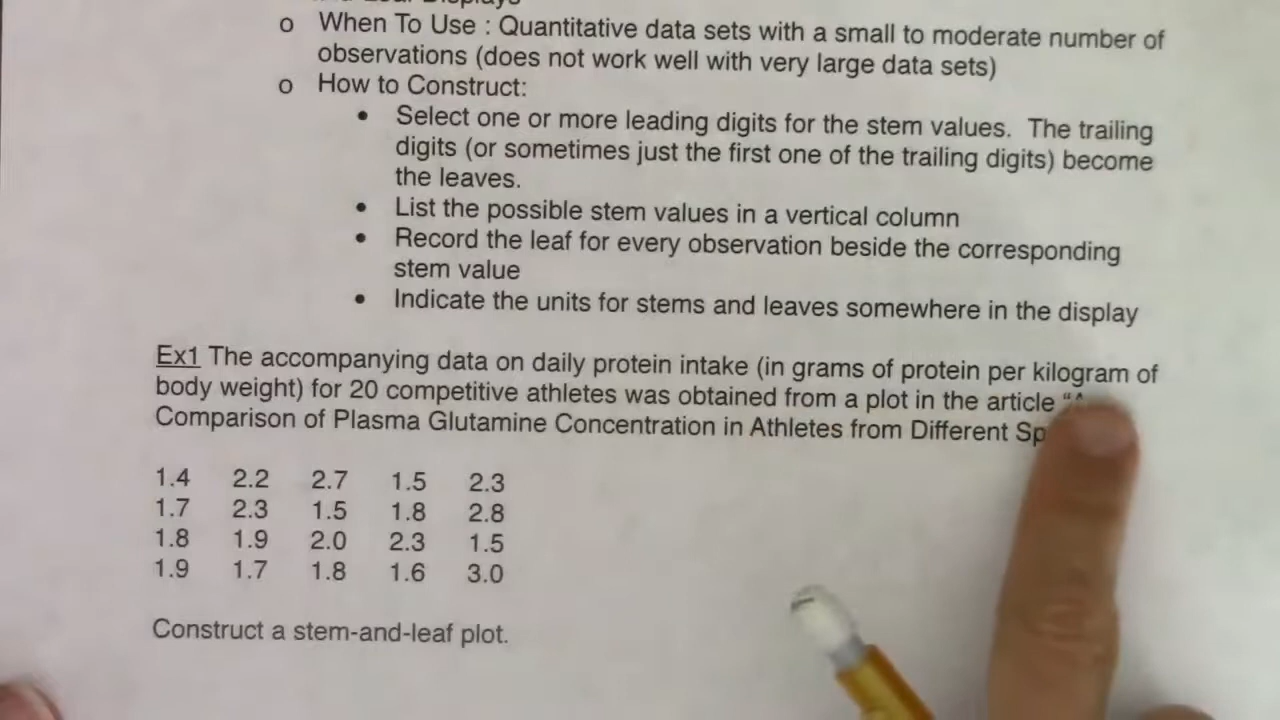 o When To Use : Quantitative data sets with a small to moderate number of
observations (does not work well with very large data sets)
o How to Construct:
• Select one or more leading digits for the stem values. The trailing
digits (or sometimes just the first one of the trailing digits) become
the leaves.
• List the possible stem values in a vertical column
• Record the leaf for every observation beside the corresponding
stem value
• Indicate the units for stems and leaves somewhere in the display
Ex1 The accompanying data on daily protein intake (in grams of protein per kilogram of
body weight) for 20 competitive athletes was obtained from a plot in the article
Comparison of Plasma Glutamine Concentration in Athletes from Different
1.4 2.2 2.7 1.5 2.3
1.7 2.3 1.5 1.8 2.8
1.8 1.9 2.0 2.3 1.5
1.9 1.7 1.8 1.6 3.0
Construct a stem-and-leaf plot.